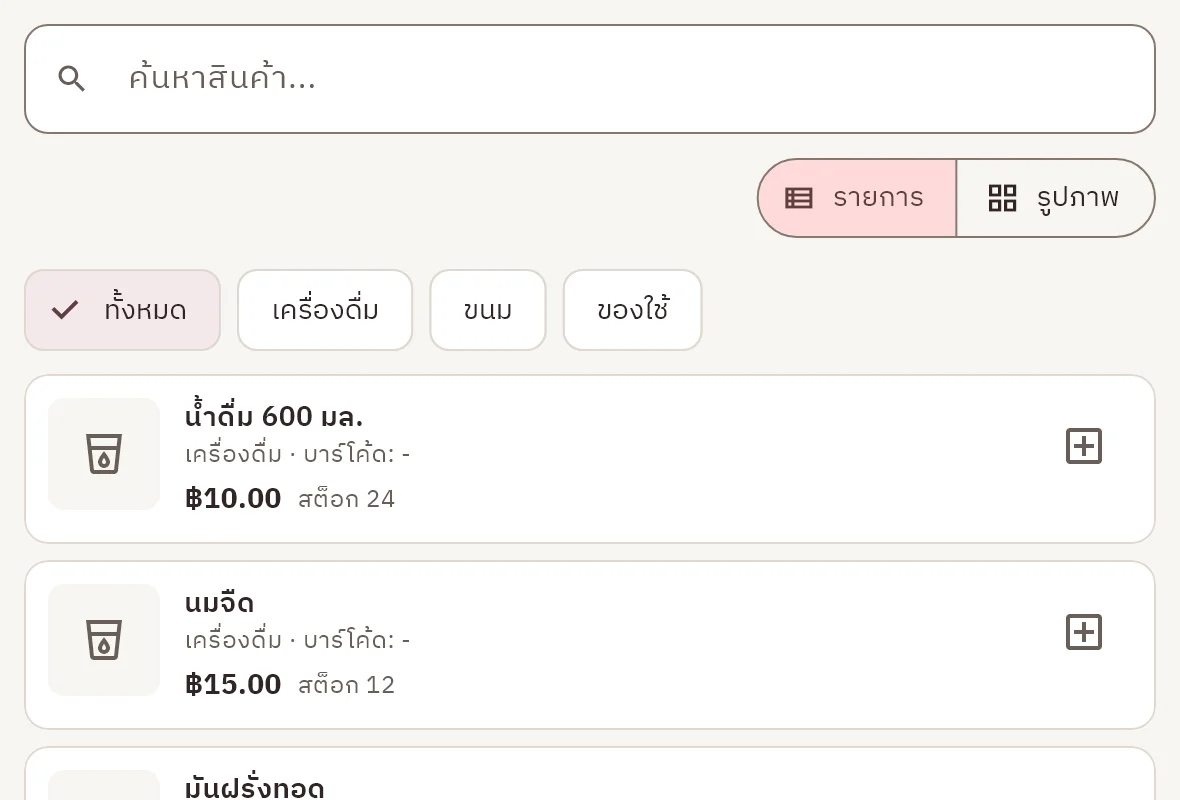 ค้นหาสินค้า...
รายการ รูปภาพ
ทั้งหมด เครื่องดื่ม ขนม ของใช้
น้ำดื่ม 600 มล.
เครื่องดื่ม · บาร์โค้ด: -
฿10.00 สต็อก 24
นมจืด
เครื่องดื่ม · บาร์โค้ด: -
฿15.00 สต็อก 12
มันฝรั่งทอด